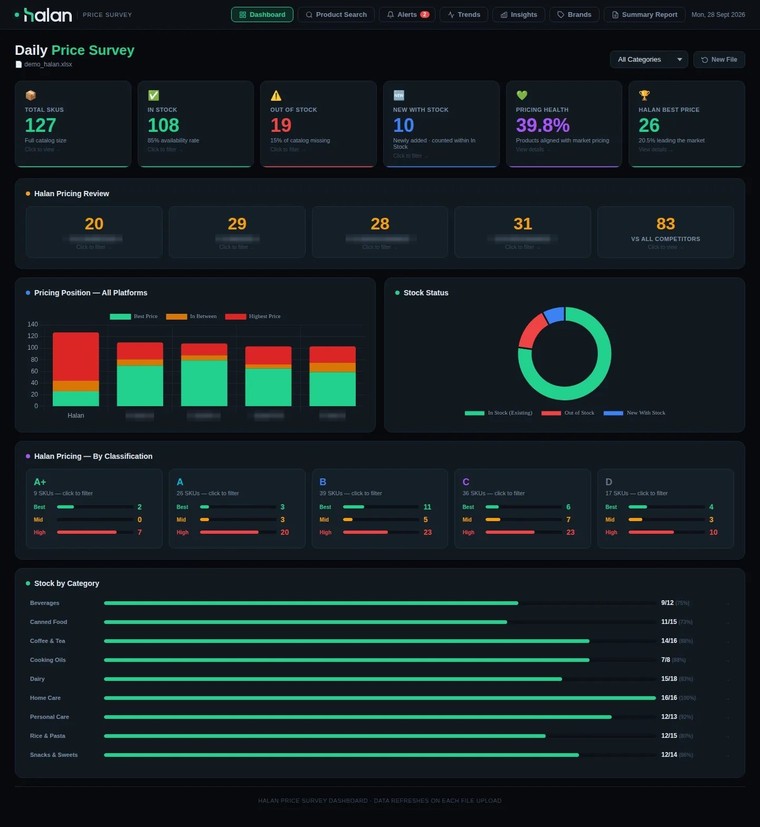 halan PRICE SURVEY
Dashboard Product Search Alerts 2 Trends Insights Brands Summary Report Mon, 28 Sept 2026
Daily Price Survey
demo_halan.xlsx
All Categories New File
TOTAL SKUS
127
Full catalog size
Click to view
IN STOCK
108
85% availability rate
Click to filter ...
OUT OF STOCK
19
15% of catalog missing
Click to filter ...
NEW WITH STOCK
10
Newly added · counted within In
Stock
Click to filter ...
PRICING HEALTH
39.8%
Products aligned with market pricing
View details
HALAN BEST PRICE
26
20.5% leading the market
View details
Halan Pricing Review
20
Click to filter
29
Click to filter
28
Click to filter
31
Click to filter
83
VS ALL COMPETITORS
Click to view
Pricing Position — All Platforms
Best Price In Between Highest Price
140
120
100
80
60
40
20
0
Halan
Stock Status
In Stock (Existing) Out of Stock New With Stock
Halan Pricing — By Classification
A+
9 SKUs — click to filter
Best 2
Mid 0
High 7
A
26 SKUs — click to filter
Best 3
Mid 3
High 20
B
39 SKUs — click to filter
Best 11
Mid 5
High 23
C
36 SKUs — click to filter
Best 6
Mid 7
High 23
D
17 SKUs — click to filter
Best 4
Mid 3
High 10
Stock by Category
Beverages 9/12 (75%)
Canned Food 11/15 (73%)
Coffee & Tea 14/16 (88%)
Cooking Oils 7/8 (88%)
Dairy 15/18 (83%)
Home Care 16/16 (100%)
Personal Care 12/13 (92%)
Rice & Pasta 12/15 (80%)
Snacks & Sweets 12/14 (86%)
HALAN PRICE SURVEY DASHBOARD · DATA REFRESHES ON EACH FILE UPLOAD